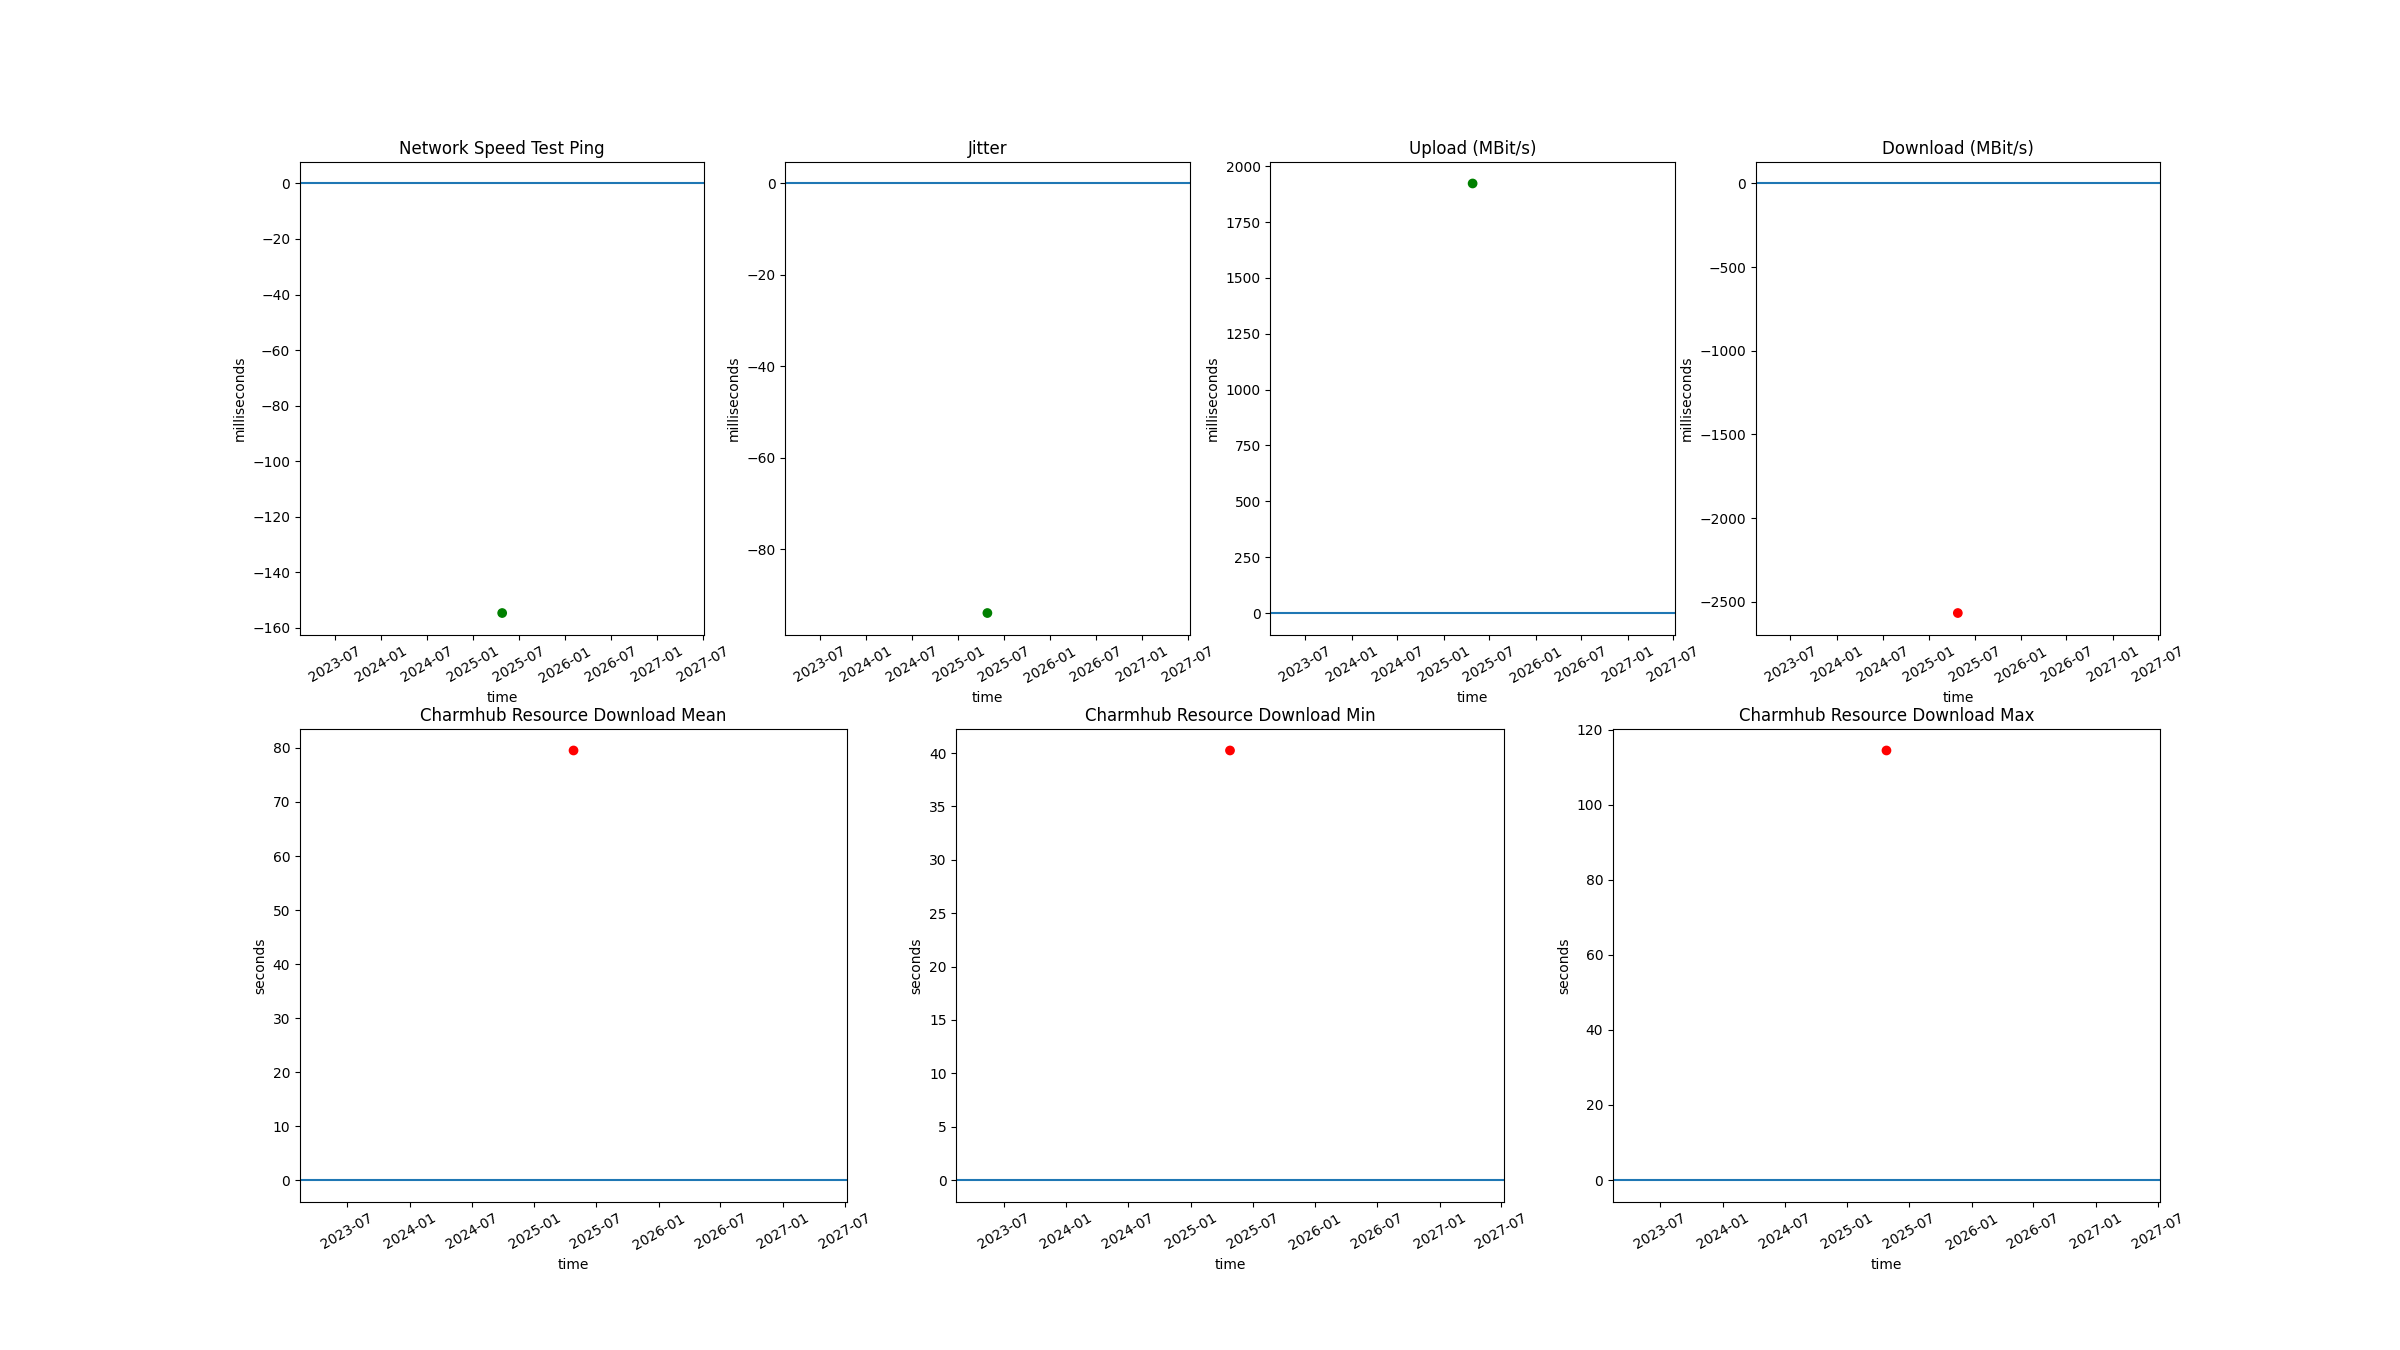 Network Speed Test Ping
0
−20
−40
−60
−80
−100
−120
−140
−160
milliseconds
2023-07 2024-01 2024-07 2025-01 2025-07 2026-01 2026-07 2027-01 2027-07
time
Jitter
0
−20
−40
−60
−80
milliseconds
2023-07 2024-01 2024-07 2025-01 2025-07 2026-01 2026-07 2027-01 2027-07
time
Upload (MBit/s)
2000
1750
1500
1250
1000
750
500
250
0
milliseconds
2023-07 2024-01 2024-07 2025-01 2025-07 2026-01 2026-07 2027-01 2027-07
time
Download (MBit/s)
0
−500
−1000
−1500
−2000
−2500
milliseconds
2023-07 2024-01 2024-07 2025-01 2025-07 2026-01 2026-07 2027-01 2027-07
time
Charmhub Resource Download Mean
80
70
60
50
40
30
20
10
0
seconds
2023-07 2024-01 2024-07 2025-01 2025-07 2026-01 2026-07 2027-01 2027-07
time
Charmhub Resource Download Min
40
35
30
25
20
15
10
5
0
seconds
2023-07 2024-01 2024-07 2025-01 2025-07 2026-01 2026-07 2027-01 2027-07
time
Charmhub Resource Download Max
120
100
80
60
40
20
0
seconds
2023-07 2024-01 2024-07 2025-01 2025-07 2026-01 2026-07 2027-01 2027-07
time